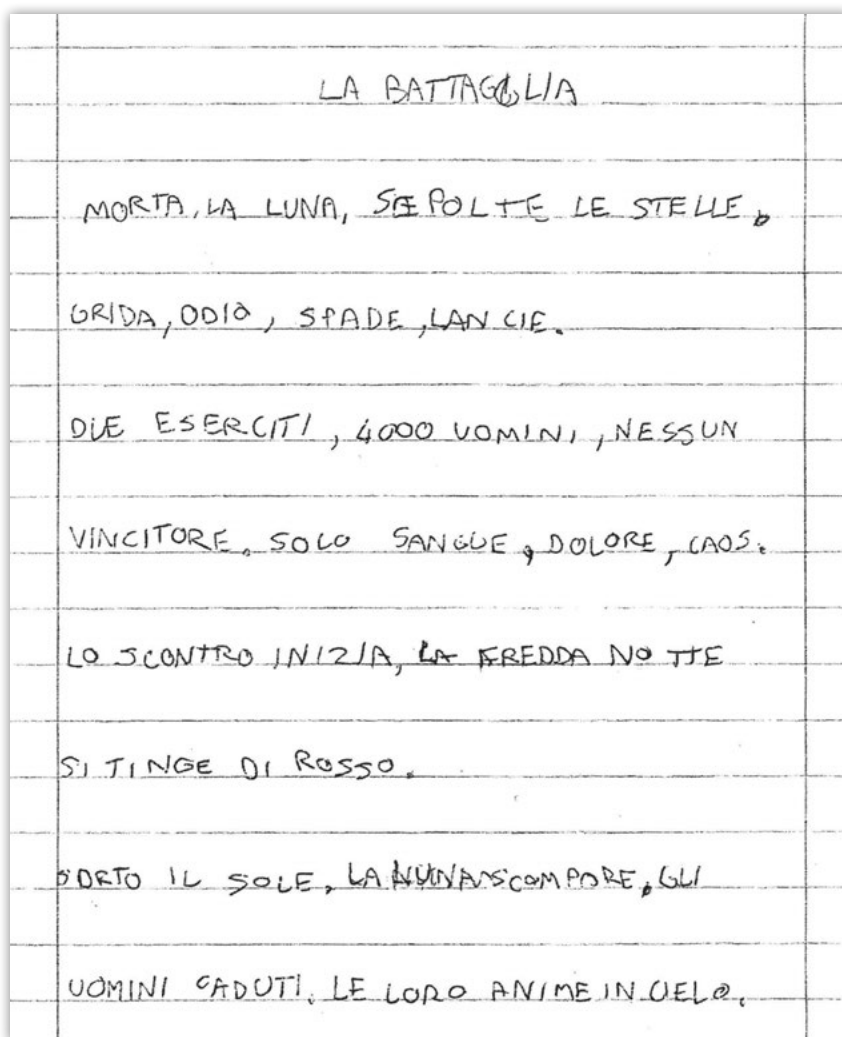 LA BATTAGLIA
MORTA, LA LUNA, SEPOLTE LE STELLE.
GRIDA, ODIO, SPADE, LANCIE.
DUE ESERCITI, 4000 UOMINI, NESSUN
VINCITORE. SOLO SANGUE, DOLORE, CAOS.
LO SCONTRO INIZIA, LA FREDDA NOTTE
SI TINGE DI ROSSO.
SORTO IL SOLE, LA SCOMPORE, GLI
UOMINI CADUTI. LE LORO ANIME IN CIELO.